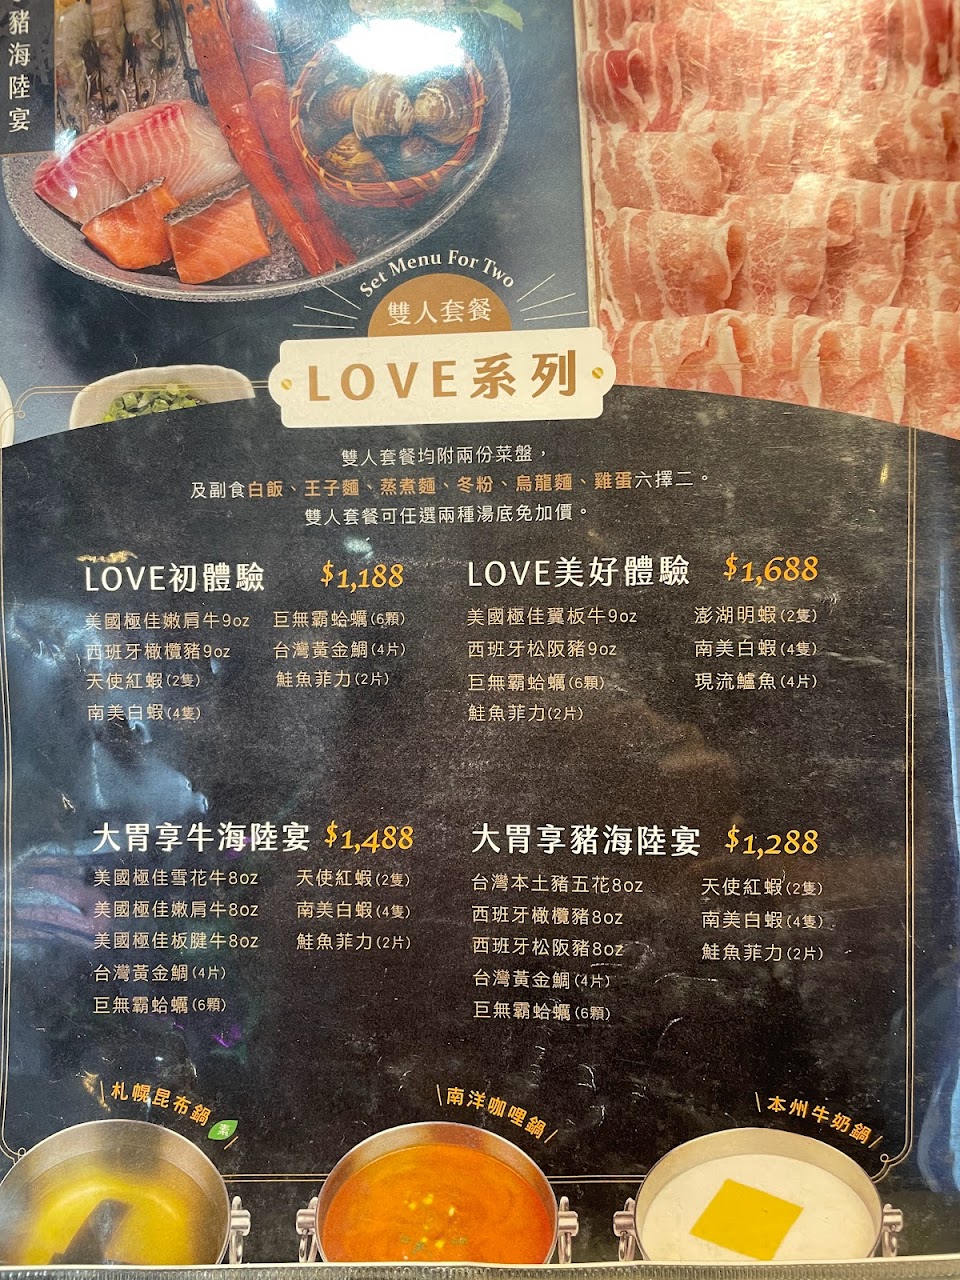 豬海陸宴
Set Menu For Two
雙人套餐
LOVE系列
雙人套餐均附兩份菜盤，
及副食白飯、王子麵、蒸煮麵、冬粉、烏龍麵、雞蛋六擇二。
雙人套餐可任選兩種湯底免加價。
LOVE初體驗 $1,188
美國極佳嫩肩牛9oz 巨無霸蛤蠣(6顆)
西班牙橄欖豬9oz 台灣黃金鯛(4片)
天使紅蝦(2隻) 鮭魚菲力(2片)
南美白蝦(4隻)
LOVE美好體驗 $1,688
美國極佳翼板牛9oz 澎湖明蝦(2隻)
西班牙松阪豬9oz 南美白蝦(4隻)
巨無霸蛤蠣(6顆) 現流鱸魚(4片)
鮭魚菲力(2片)
大胃享牛海陸宴 $1,488
美國極佳雪花牛8oz 天使紅蝦(2隻)
美國極佳嫩肩牛8oz 南美白蝦(4隻)
美國極佳板腱牛8oz 鮭魚菲力(2片)
台灣黃金鯛(4片)
巨無霸蛤蠣(6顆)
大胃享豬海陸宴 $1,288
台灣本土豬五花8oz 天使紅蝦(2隻)
西班牙橄欖豬8oz 南美白蝦(4隻)
西班牙松阪豬8oz 鮭魚菲力(2片)
台灣黃金鯛(4片)
巨無霸蛤蠣(6顆)
札幌昆布鍋 素
南洋咖哩鍋
本州牛奶鍋